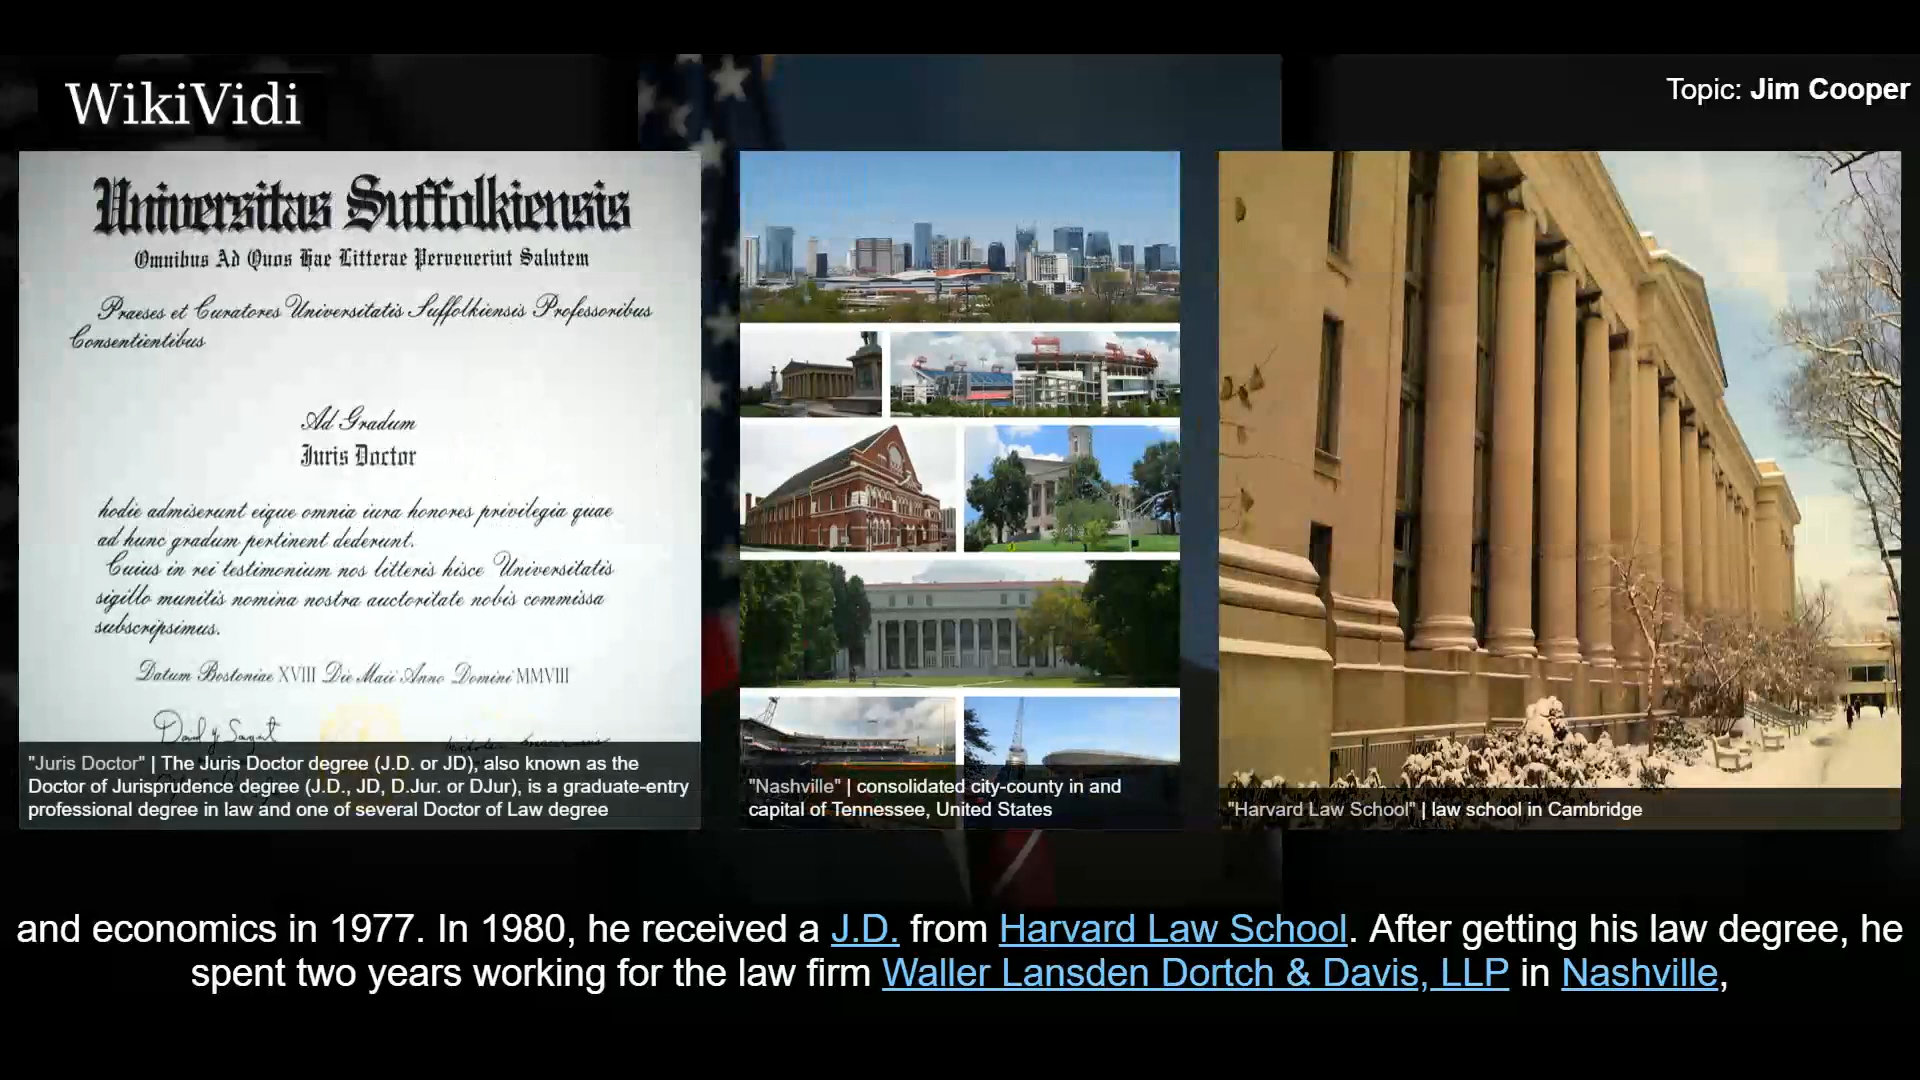 WikiVidi
Topic: Jim Cooper
Universitas Suffolkiensis
Omnibus Ad Quos Hae Litterae Pervenerint Salutem
Praeses et Curatores Universitatis Suffolkiensis Professoribus
Consentientibus
Ad Gradum
Juris Doctor
hodie admiserunt eique omnia iura honores privilegia quae
ad hunc gradum pertinent dederunt.
Cuius in rei testimonium nos litteris hisce Universitatis
sigillo munitis nomina nostra auctoritate nobis commissa
subscripsimus.
Datum Bostoniae XVIII Die Maii Anno Domini MMVIII
"Juris Doctor" | The Juris Doctor degree (J.D. or JD), also known as the
Doctor of Jurisprudence degree (J.D., JD, D.Jur. or DJur), is a graduate-entry
professional degree in law and one of several Doctor of Law degree
"Nashville" | consolidated city-county in and
capital of Tennessee, United States
"Harvard Law School" | law school in Cambridge
and economics in 1977. In 1980, he received a J.D. from Harvard Law School. After getting his law degree, he
spent two years working for the law firm Waller Lansden Dortch & Davis, LLP in Nashville,